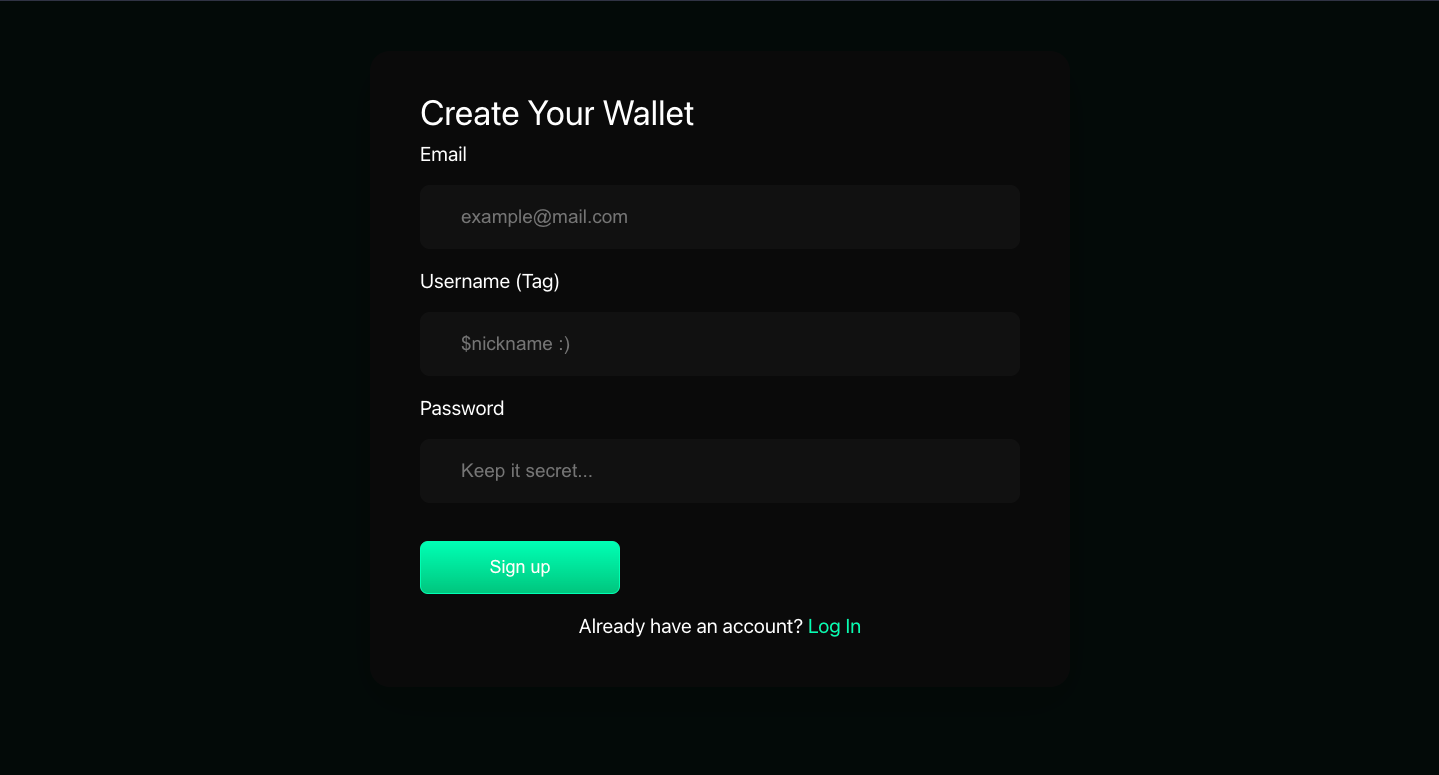 Create Your Wallet
Email
example@mail.com
Username (Tag)
$nickname :)
Password
Keep it secret...
Sign up
Already have an account? Log In